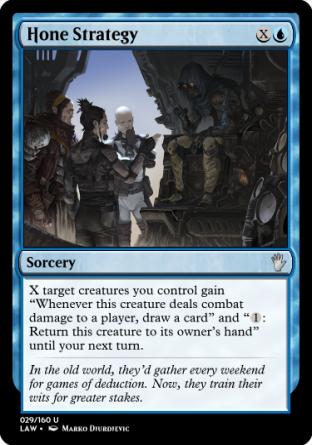 Hone Strategy
X
Sorcery
X target creatures you control gain
“Whenever this creature deals combat
damage to a player, draw a card” and “1:
Return this creature to its owner’s hand”
until your next turn.
In the old world, they’d gather every weekend
for games of deduction. Now, they train their
wits for greater stakes.
029/160 U
LAW • Marko Djurdjevic